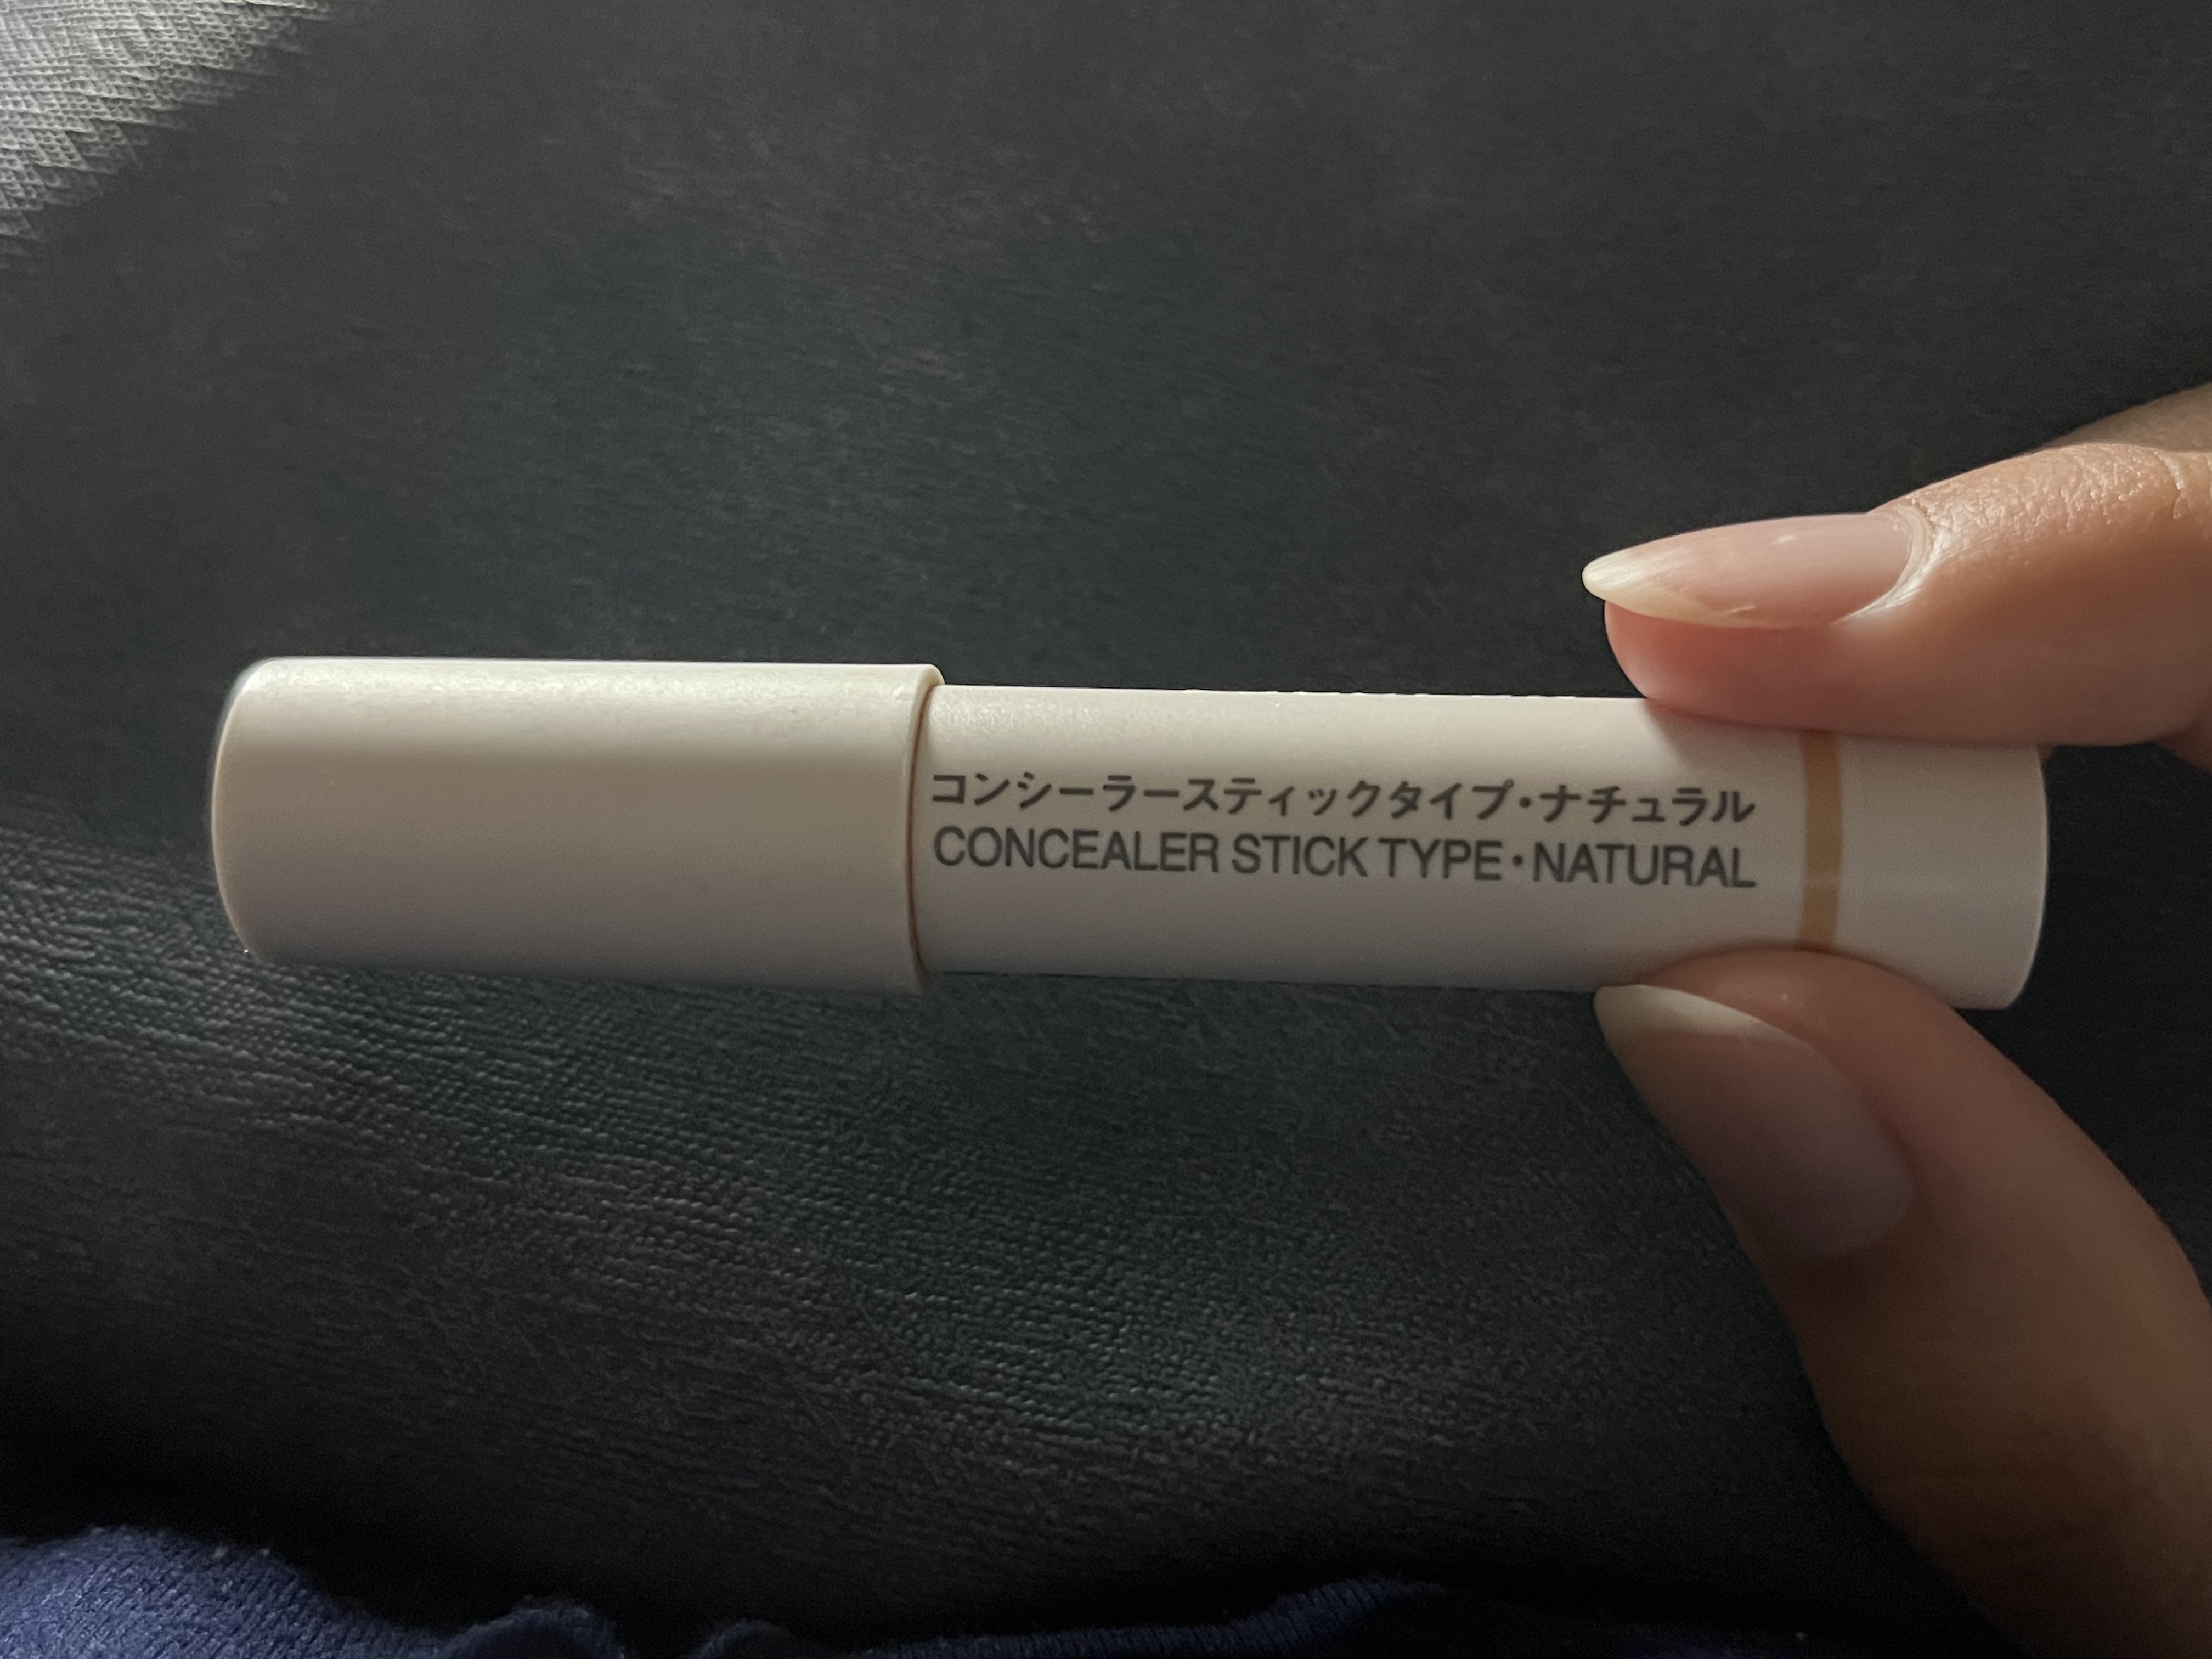 コンシーラースティックタイプ・ナチュラル
CONCEALER STICK TYPE・NATURAL